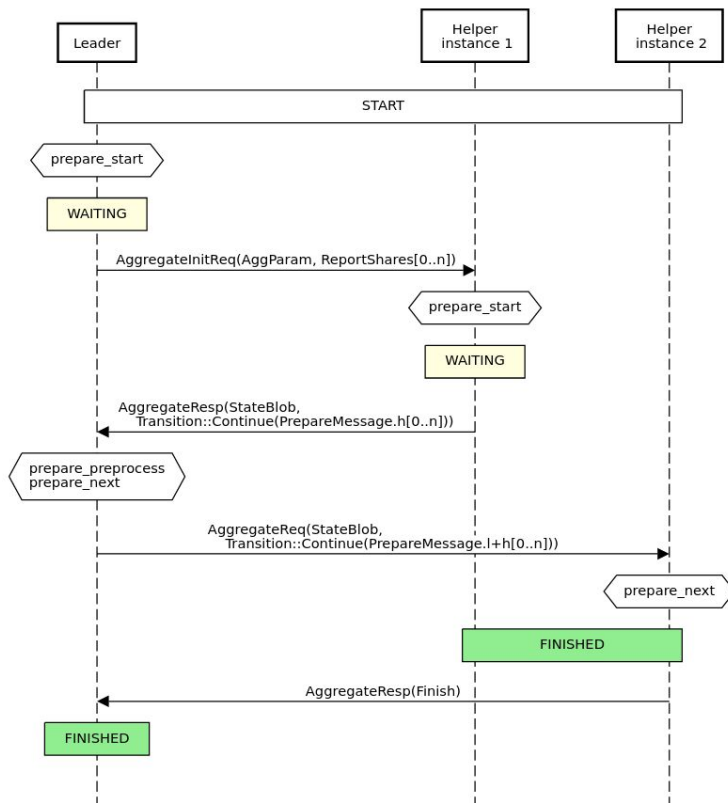 Leader
Helper
instance 1
Helper
instance 2
START
prepare_start
WAITING
AggregateInitReq(AggParam, ReportShares[0..n])
prepare_start
WAITING
AggregateResp(StateBlob,
Transition::Continue(PrepareMessage.h[0..n]))
prepare_preprocess
prepare_next
AggregateReq(StateBlob,
Transition::Continue(PrepareMessage.l+h[0..n]))
prepare_next
FINISHED
AggregateResp(Finish)
FINISHED